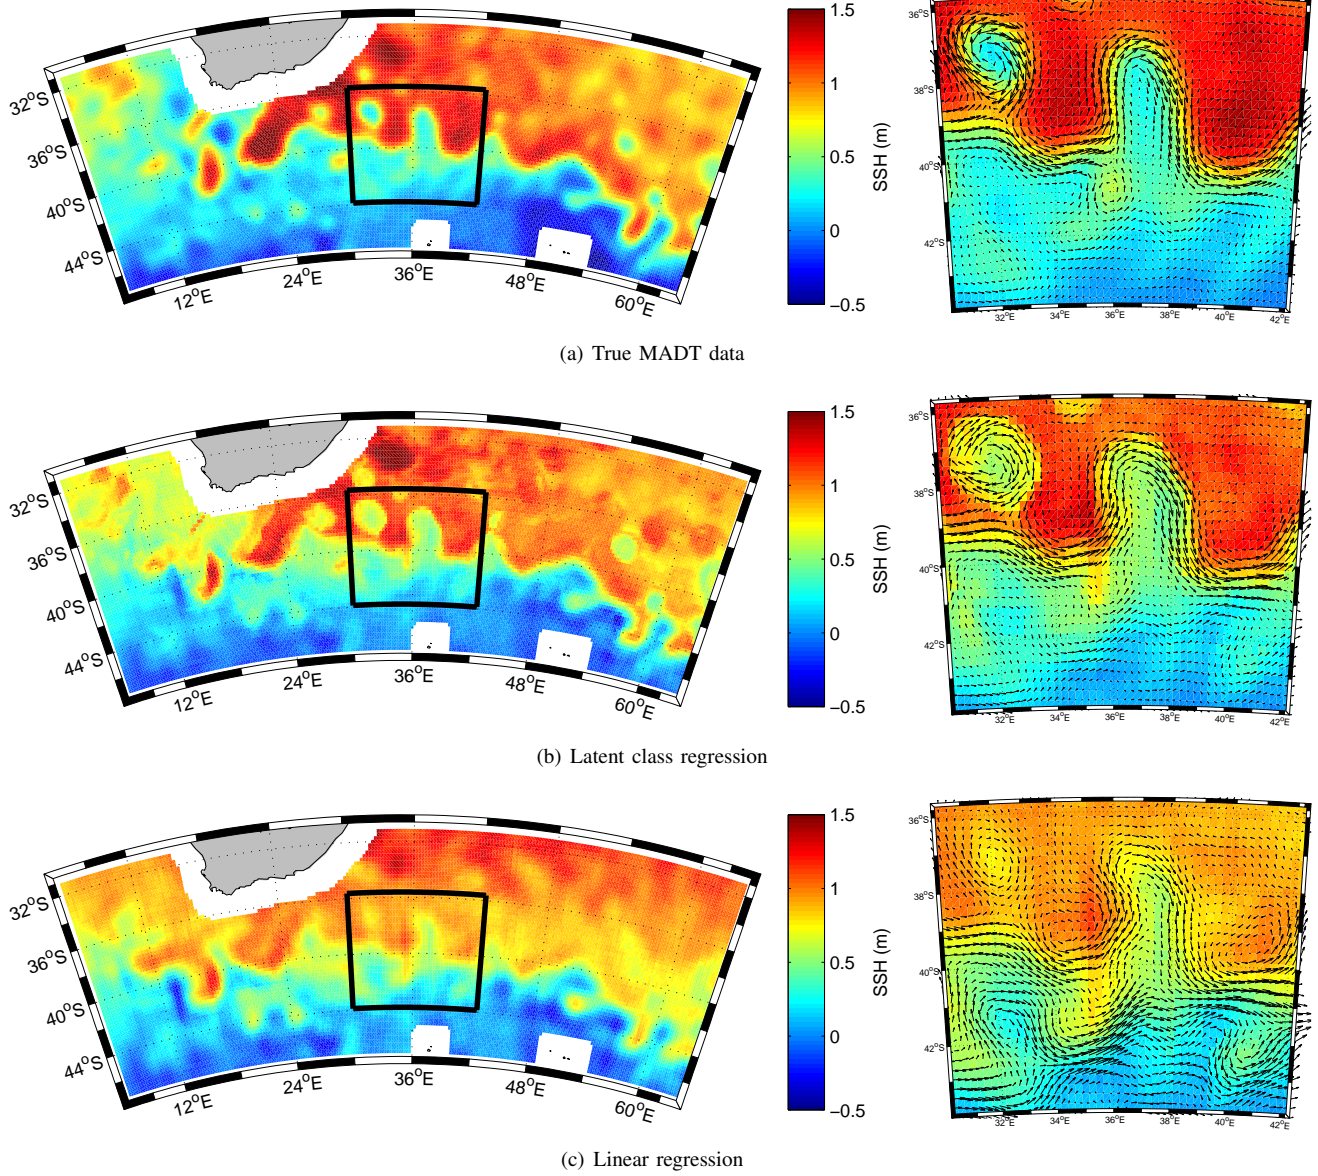 32°S
36°S
40°S
44°S
12°E
24°E
36°E
48°E
60°E
1.5
1
0.5
0
−0.5
SSH (m)
36°S
38°S
40°S
42°S
32°E
34°E
36°E
38°E
40°E
42°E
(a) True MADT data
32°S
36°S
40°S
44°S
12°E
24°E
36°E
48°E
60°E
1.5
1
0.5
0
−0.5
SSH (m)
36°S
38°S
40°S
42°S
32°E
34°E
36°E
38°E
40°E
42°E
(b) Latent class regression
32°S
36°S
40°S
44°S
12°E
24°E
36°E
48°E
60°E
1.5
1
0.5
0
−0.5
SSH (m)
36°S
38°S
40°S
42°S
32°E
34°E
36°E
38°E
40°E
42°E
(c) Linear regression